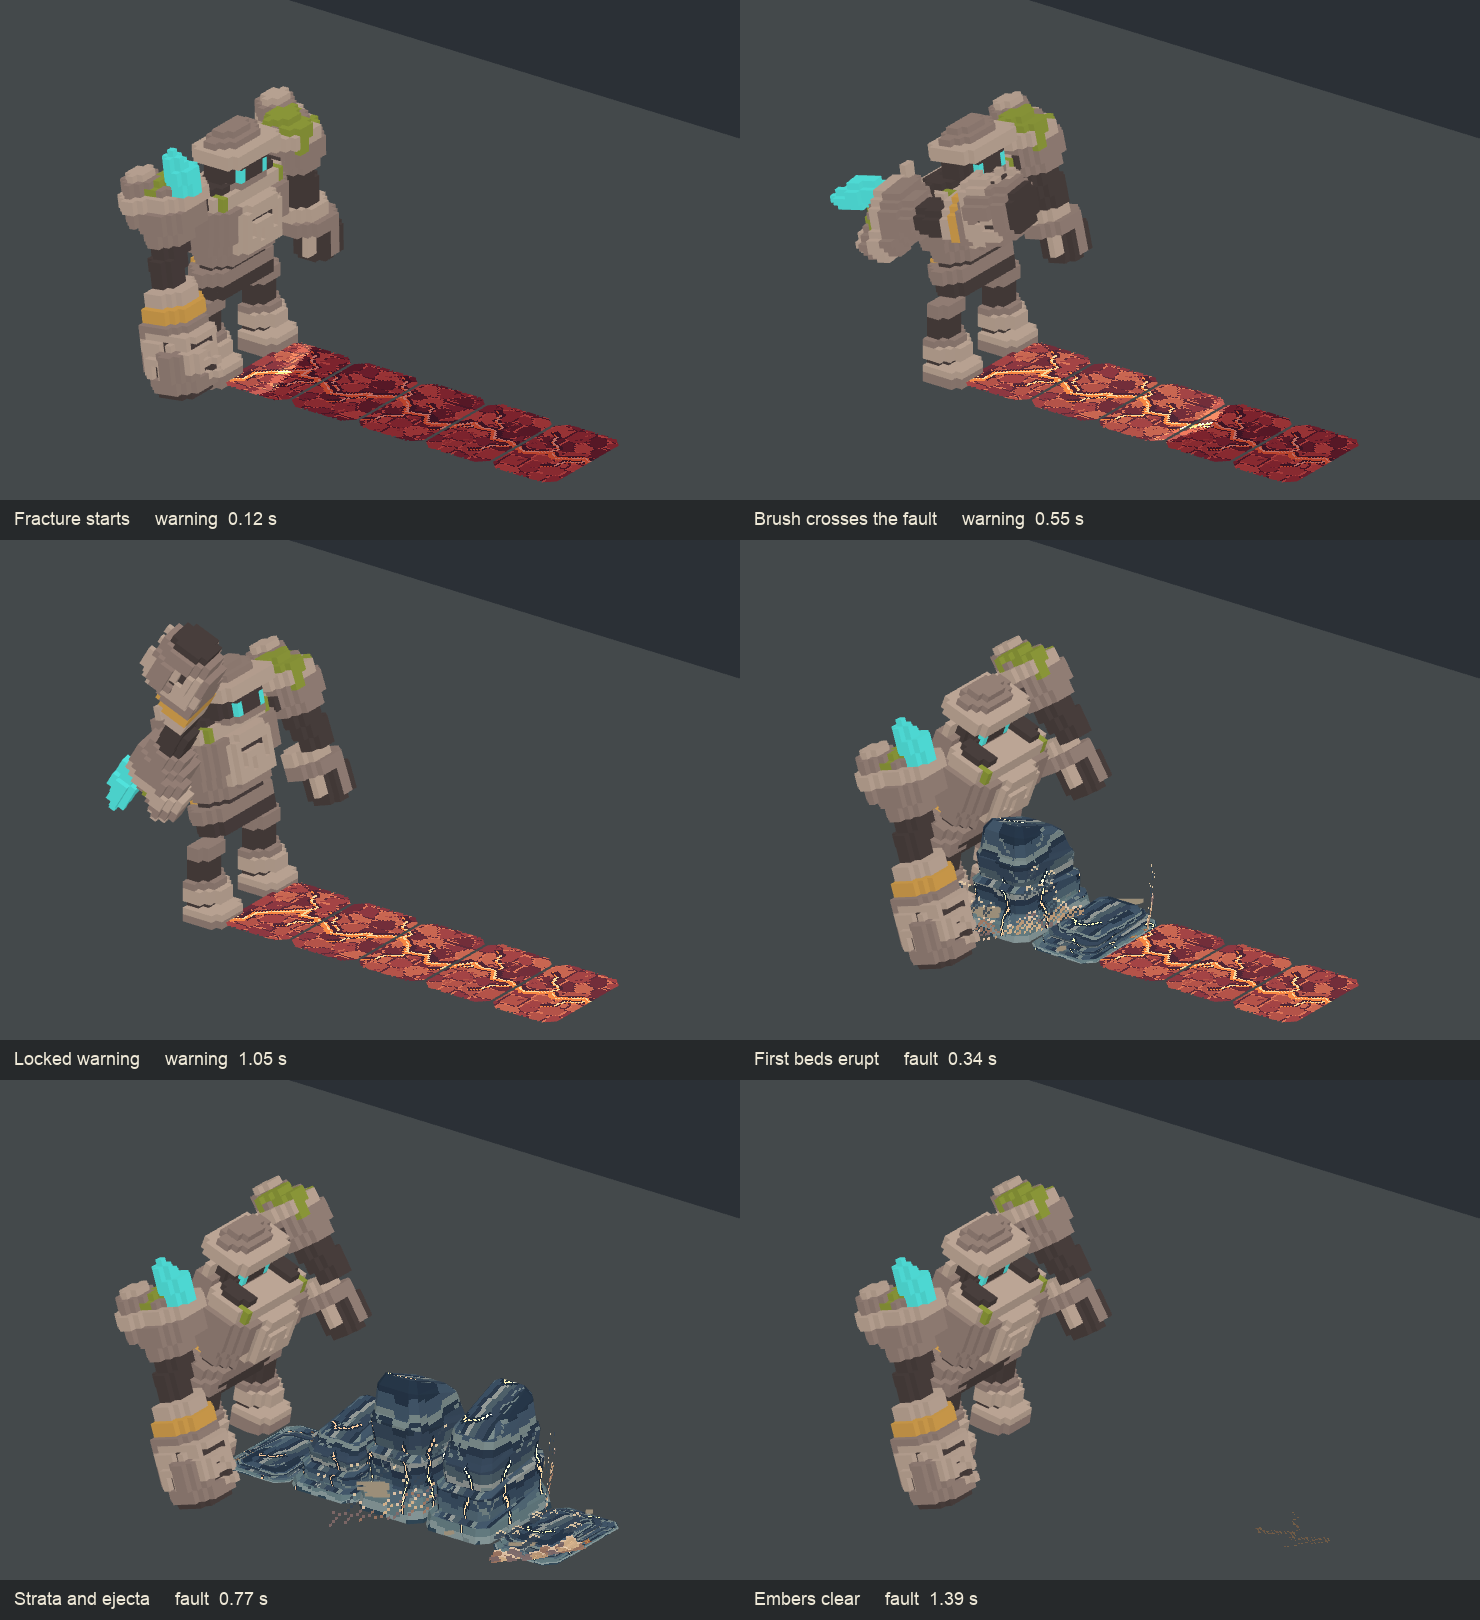 Fracture starts warning 0.12 s
Brush crosses the fault warning 0.55 s
Locked warning warning 1.05 s
First beds erupt fault 0.34 s
Strata and ejecta fault 0.77 s
Embers clear fault 1.39 s